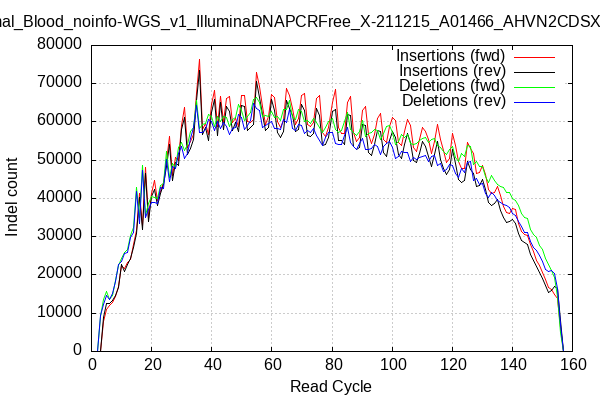 nal_Blood_noinfo-WGS_v1_IlluminaDNAPCRFree_X-211215_A01466_AHVN2CDSX
80000
70000
60000
50000
40000
30000
20000
10000
0
Indel count
Insertions (fwd)
Insertions (rev)
Deletions (fwd)
Deletions (rev)
0 20 40 60 80 100 120 140 160
Read Cycle